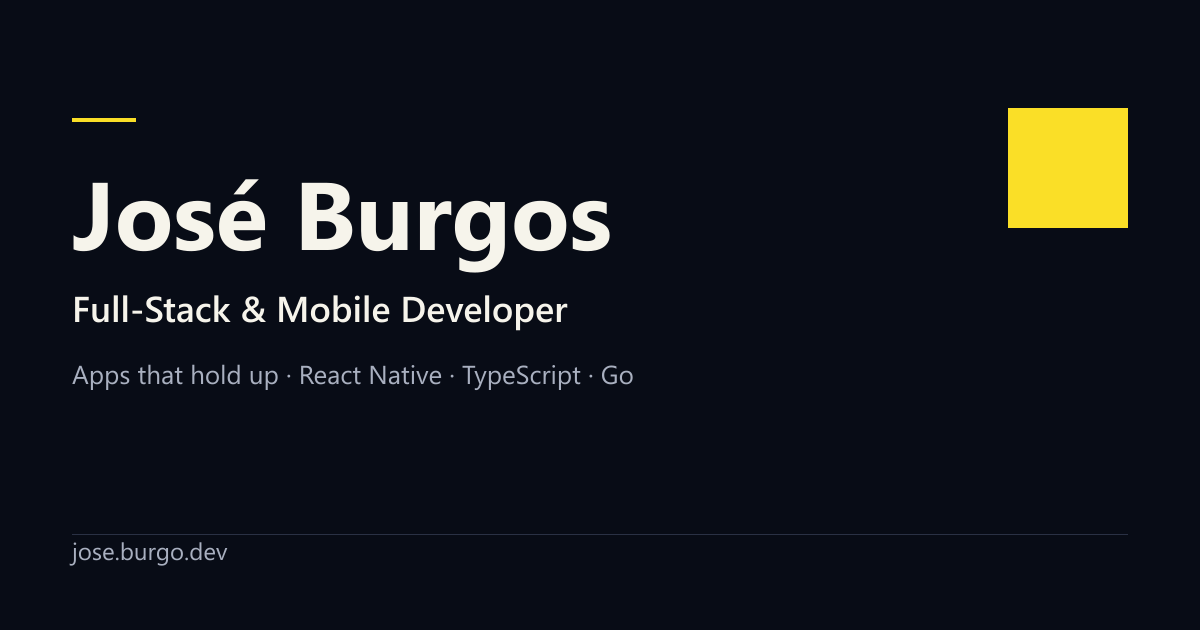 José Burgos
Full-Stack & Mobile Developer
Apps that hold up · React Native · TypeScript · Go
jose.burgo.dev